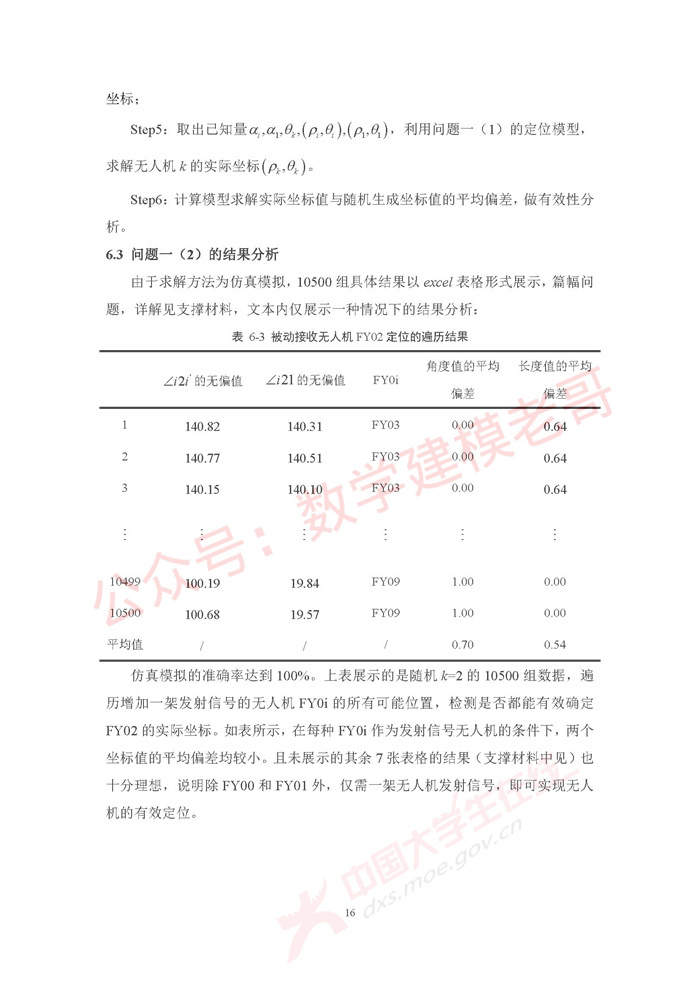 坐标；
Step5：取出已知量αᵢ,α₁,θₖ,(ρᵢ,θᵢ),(ρ₁,θ₁)，利用问题一（1）的定位模型，
求解无人机 k 的实际坐标(ρₖ,θₖ)。
Step6：计算模型求解实际坐标值与随机生成坐标值的平均偏差，做有效性分
析。
6.3 问题一（2）的结果分析
由于求解方法为仿真模拟，10500 组具体结果以 excel 表格形式展示，篇幅问
题，详解见支撑材料，文本内仅展示一种情况下的结果分析：
表 6-3 被动接收无人机 FY02 定位的遍历结果
∠i2i'的无偏值 ∠i21的无偏值 FY0i 角度值的平均偏差 长度值的平均偏差
1 140.82 140.31 FY03 0.00 0.64
2 140.77 140.51 FY03 0.00 0.64
3 140.15 140.10 FY03 0.00 0.64
⋮ ⋮ ⋮ ⋮ ⋮ ⋮
10499 100.19 19.84 FY09 1.00 0.00
10500 100.68 19.57 FY09 1.00 0.00
平均值 / / / 0.70 0.54
仿真模拟的准确率达到 100%。上表展示的是随机 k=2 的 10500 组数据，遍
历增加一架发射信号的无人机 FY0i 的所有可能位置，检测是否都能有效确定
FY02 的实际坐标。如表所示，在每种 FY0i 作为发射信号无人机的条件下，两个
坐标值的平均偏差均较小。且未展示的其余 7 张表格的结果（支撑材料中见）也
十分理想，说明除 FY00 和 FY01 外，仅需一架无人机发射信号，即可实现无人
机的有效定位。
公众号：数学建模老哥
中国大学生在线
dxs.moe.gov.cn
16